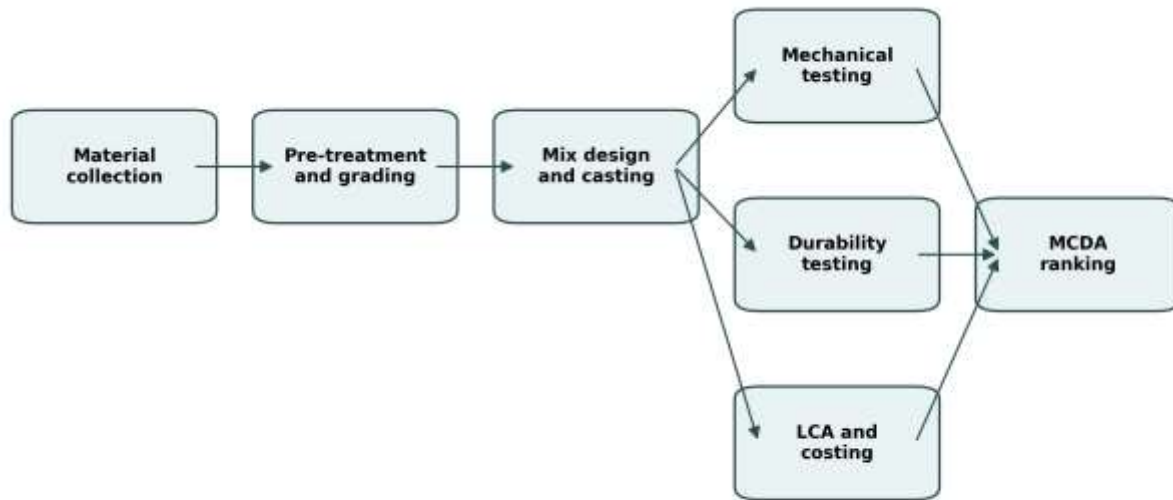 Material
collection
Pre-treatment
and grading
Mix design
and casting
Mechanical
testing
Durability
testing
LCA and
costing
MCDA
ranking